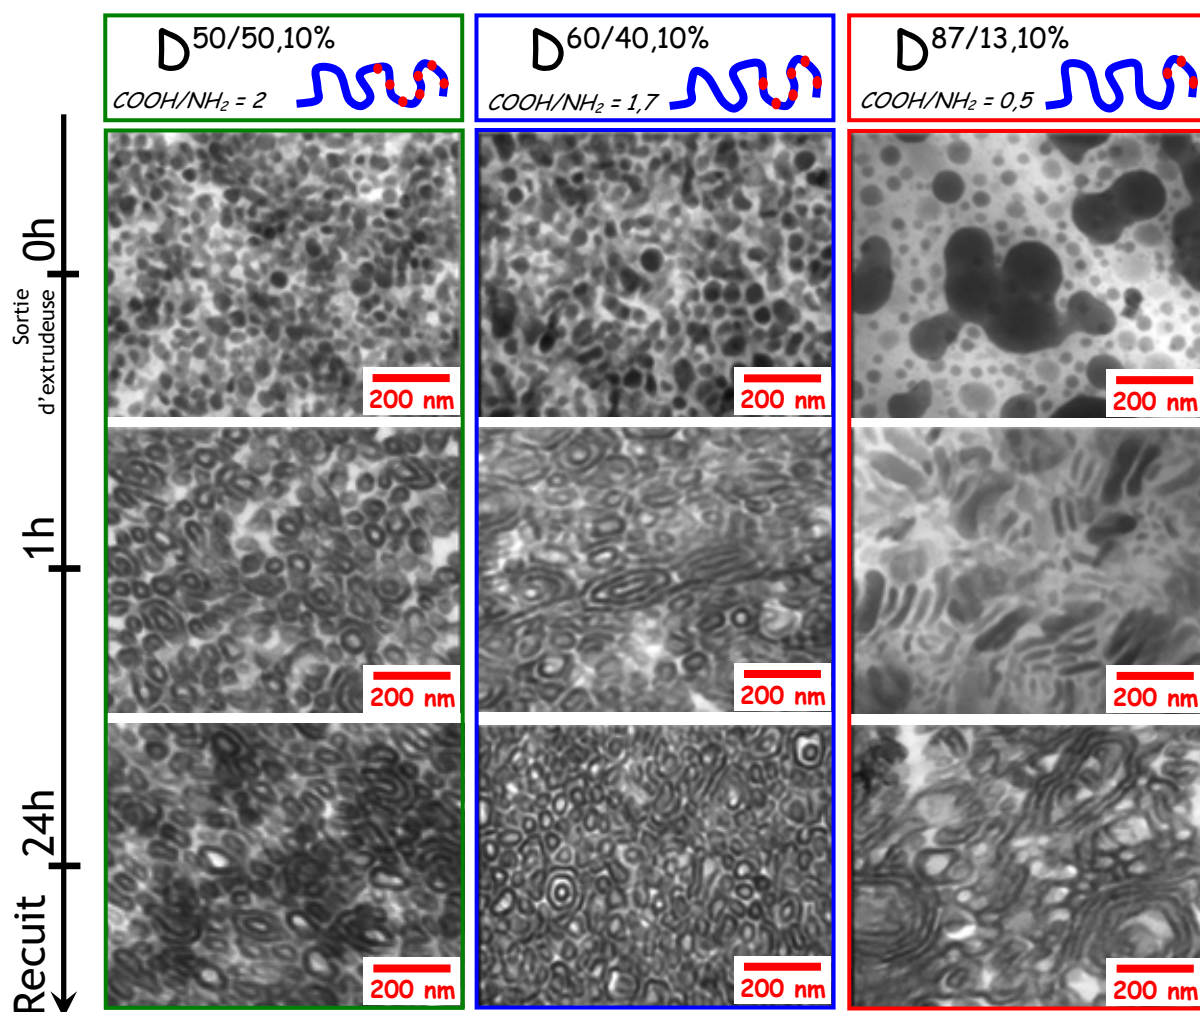 D50/50,10%
COOH/NH₂ = 2
D60/40,10%
COOH/NH₂ = 1,7
D87/13,10%
COOH/NH₂ = 0,5
0h
Sortie
d'extrudeuse
200 nm
200 nm
200 nm
1h
200 nm
200 nm
200 nm
24h
Recuit
200 nm
200 nm
200 nm